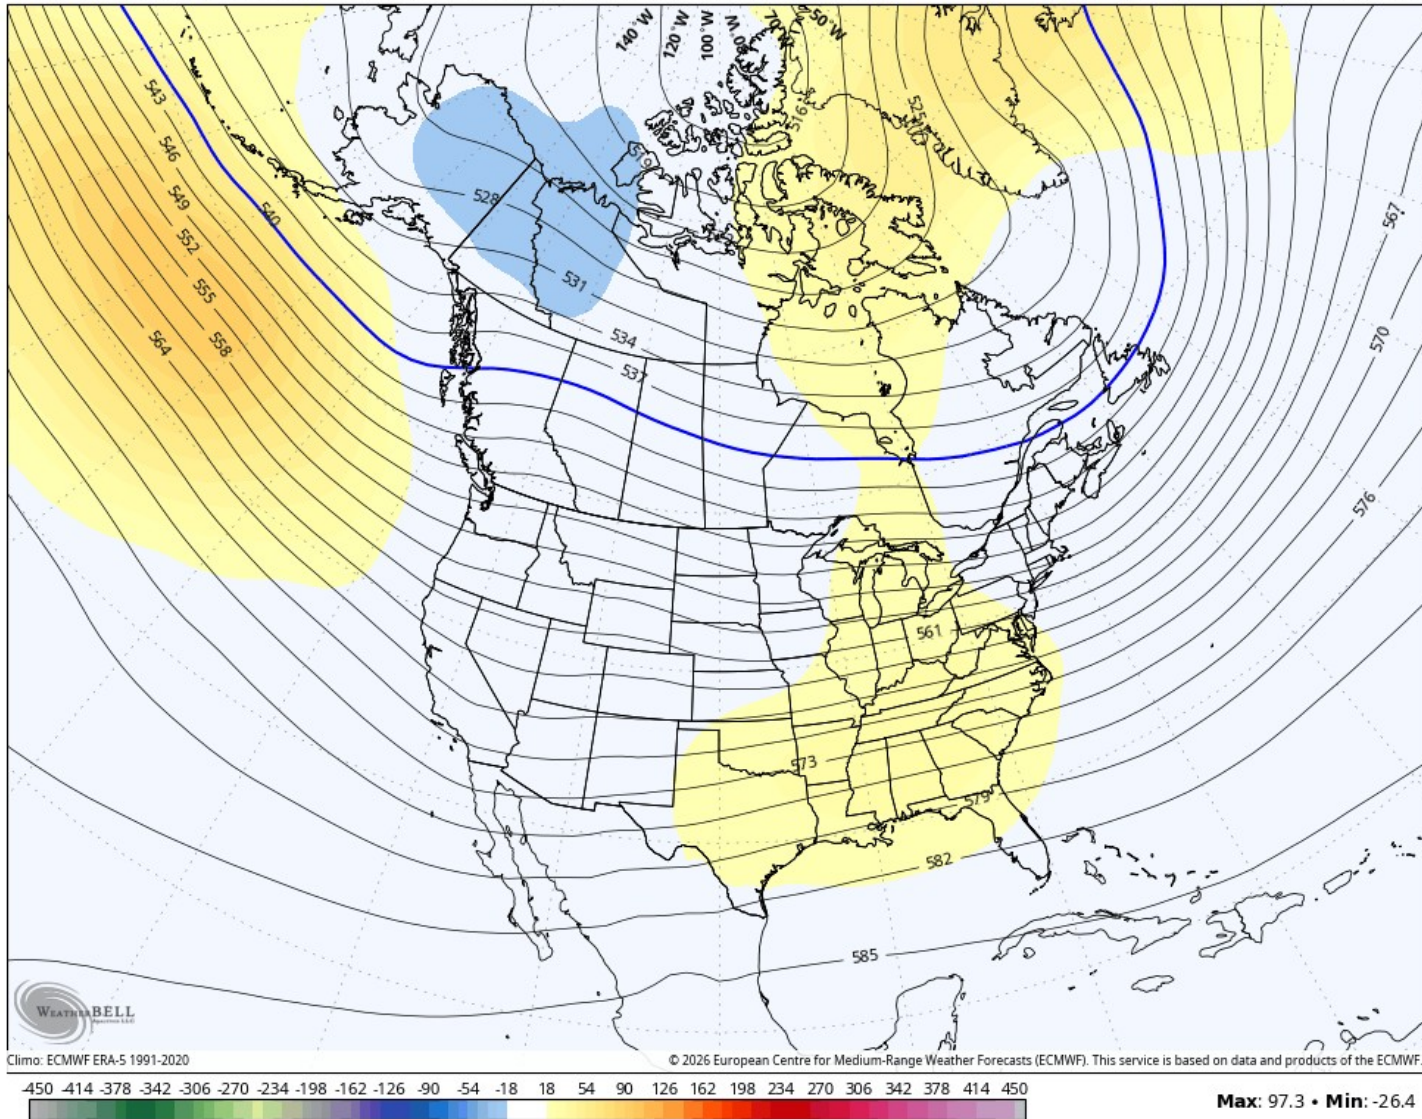 140°W
120°W
100°W
80°W
70°W
50°W
543
546
549
552
555
558
564
540
528
531
534
537
519
516
525
567
570
576
561
573
579
582
585
WEATHERBELL
Analytics LLC
Climo: ECMWF ERA-5 1991-2020
© 2026 European Centre for Medium-Range Weather Forecasts (ECMWF). This service is based on data and products of the ECMWF.
-450 -414 -378 -342 -306 -270 -234 -198 -162 -126 -90 -54 -18 18 54 90 126 162 198 234 270 306 342 378 414 450
Max: 97.3 • Min: -26.4